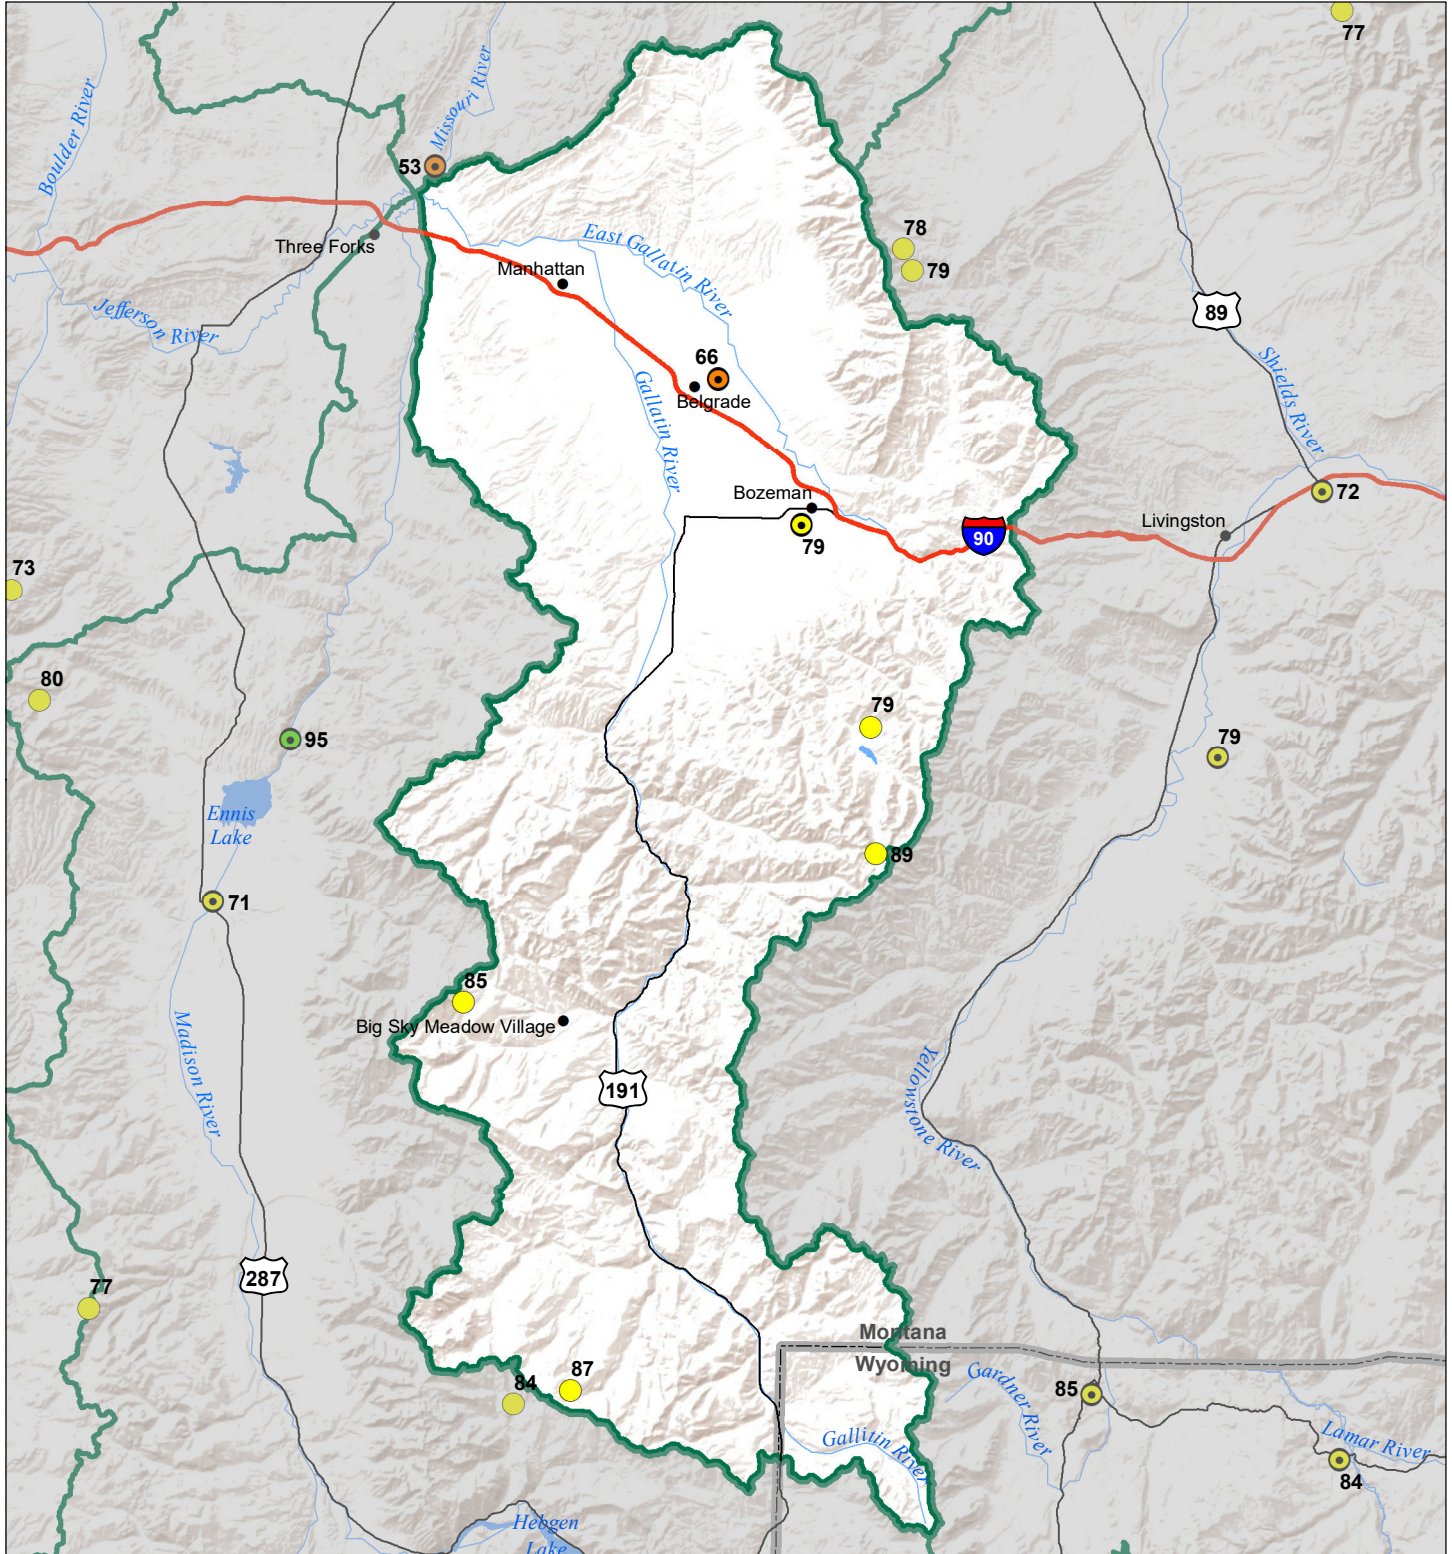 77
Boulder River
Missouri River
53
Three Forks
East Gallatin River
78
79
Manhattan
89
Jefferson River
66
Belgrade
Gallatin River
Shields River
Bozeman
79
90
72
Livingston
73
80
79
95
79
Ennis
Lake
89
71
85
Big Sky Meadow Village
Madison River
191
Yellowstone River
287
77
Montana
Wyoming
87
84
Gardner River
85
Gallitin River
Lamar River
84
Hebgen
Lake